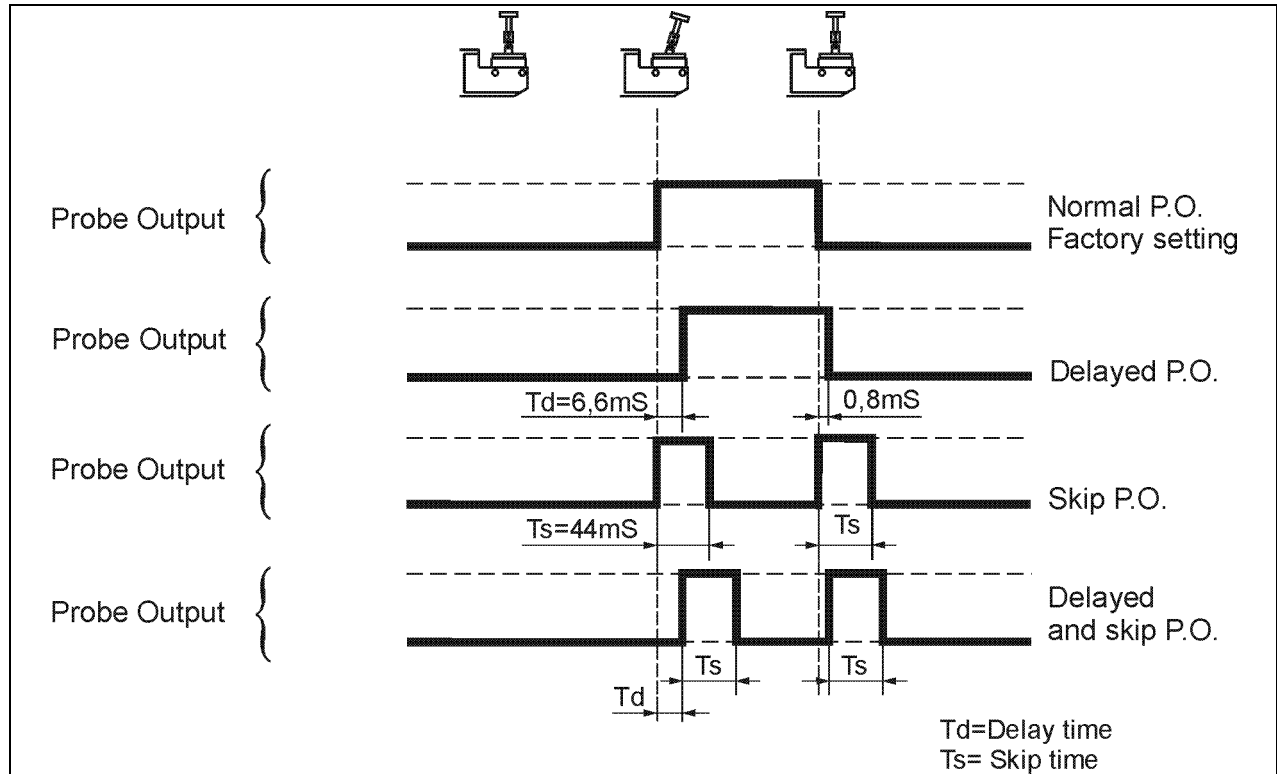 Probe Output
Normal P.O.
Factory setting
Probe Output
Delayed P.O.
Td=6,6mS
0,8mS
Probe Output
Skip P.O.
Ts=44mS
Ts
Probe Output
Delayed
and skip P.O.
Ts
Ts
Td
Td=Delay time
Ts= Skip time